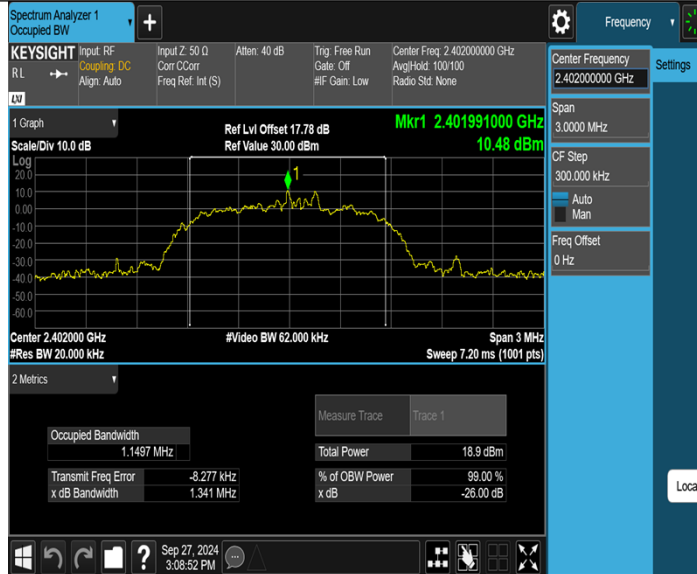 Spectrum Analyzer 1
Occupied BW
Frequency
KEYSIGHT
RL
LXI
Input: RF
Coupling: DC
Align: Auto
Input Z: 50 Ω
Corr CCorr
Freq Ref: Int (S)
Atten: 40 dB
Trig: Free Run
Gate: Off
#IF Gain: Low
Center Freq: 2.402000000 GHz
Avg|Hold: 100/100
Radio Std: None
Center Frequency
2.402000000 GHz
Settings
Span
3.0000 MHz
CF Step
300.000 kHz
Auto
Man
Freq Offset
0 Hz
1 Graph
Scale/Div 10.0 dB
Ref Lvl Offset 17.78 dB
Ref Value 30.00 dBm
Mkr1 2.401991000 GHz
10.48 dBm
Log
20.0
10.0
0.00
-10.0
-20.0
-30.0
-40.0
-50.0
-60.0
1
Center 2.402000 GHz
#Res BW 20.000 kHz
#Video BW 62.000 kHz
Span 3 MHz
Sweep 7.20 ms (1001 pts)
2 Metrics
Measure Trace
Trace 1
Occupied Bandwidth
1.1497 MHz
Total Power
18.9 dBm
Transmit Freq Error
-8.277 kHz
% of OBW Power
99.00 %
x dB Bandwidth
1.341 MHz
x dB
-26.00 dB
Loca
Sep 27, 2024
3:08:52 PM